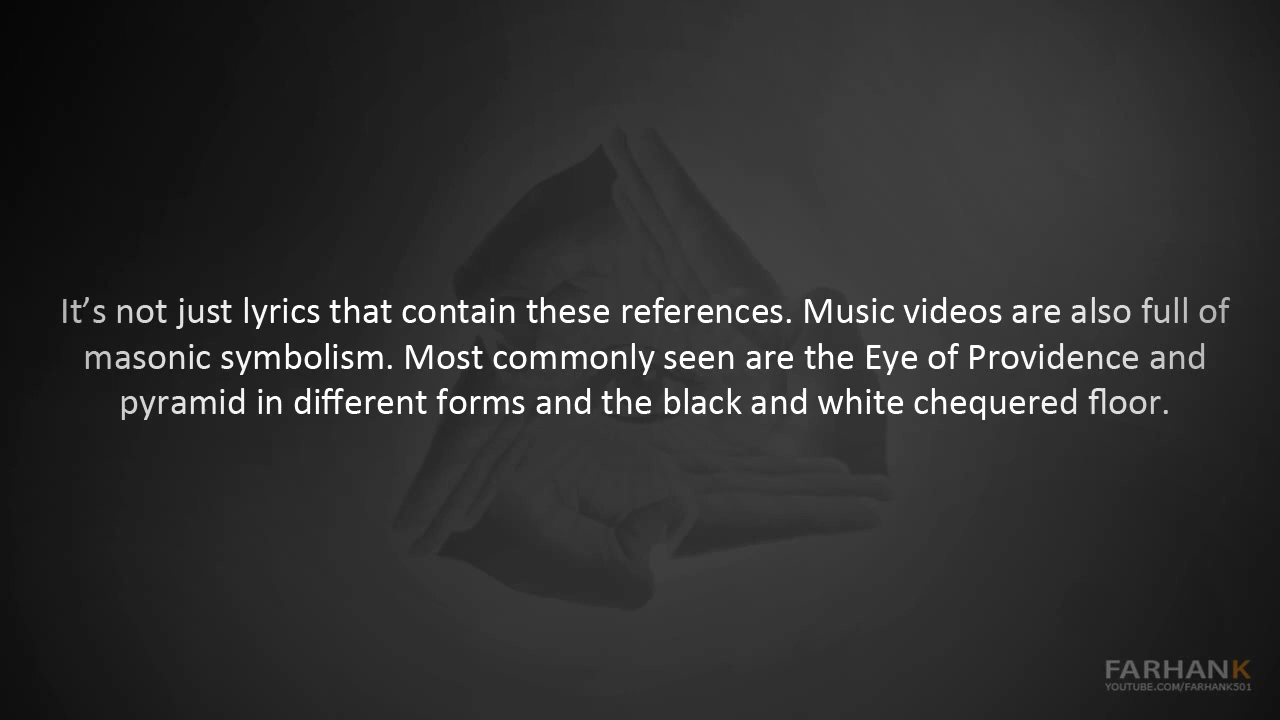 It’s not just lyrics that contain these references. Music videos are also full of
masonic symbolism. Most commonly seen are the Eye of Providence and
pyramid in different forms and the black and white chequered floor.
FARHANK
YOUTUBE.COM/FARHANK501